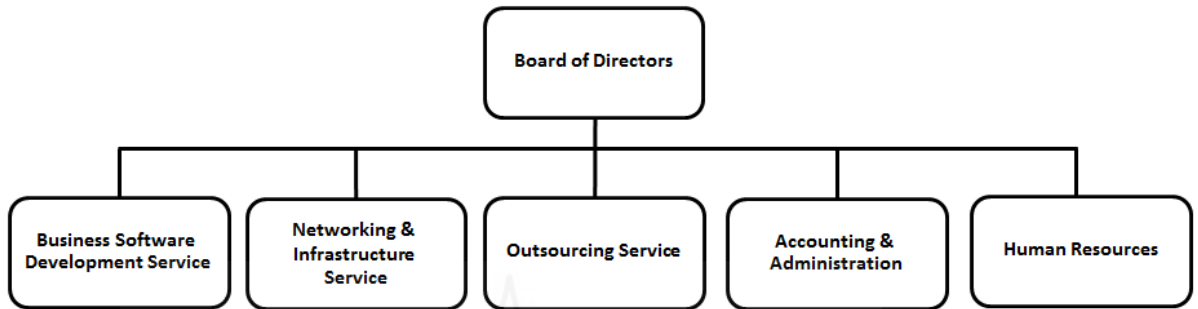 Board of Directors
Business Software
Development Service
Networking &
Infrastructure
Service
Outsourcing Service
Accounting &
Administration
Human Resources